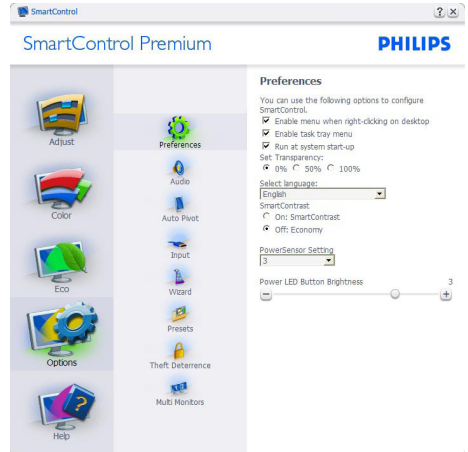 SmartControl
SmartControl Premium
PHILIPS
Adjust
Color
Eco
Options
Help
Preferences
Audio
Auto Pivot
Input
Wizard
Presets
Theft Deterrence
Multi Monitors
Preferences
You can use the following options to configure
SmartControl.
Enable menu when right-clicking on desktop
Enable task tray menu
Run at system start-up
Set Transparency:
0% 50% 100%
Select language:
English
SmartContrast
On: SmartContrast
Off: Economy
PowerSensor Setting
3
Power LED Button Brightness 3